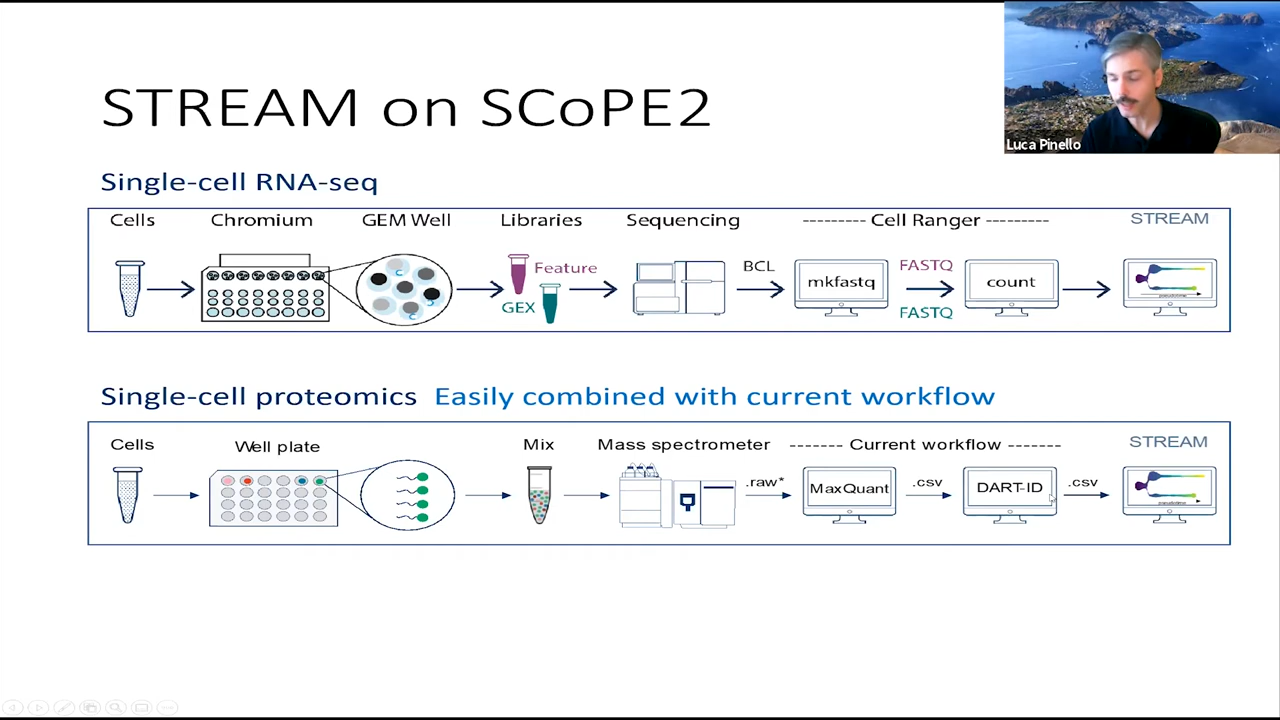 STREAM on SCoPE2
Luca Pinello
Single-cell RNA-seq
Cells Chromium GEM Well Libraries Sequencing --------- Cell Ranger --------- STREAM
Feature
GEX
BCL
mkfastq
FASTQ
FASTQ
count
pseudotime
Single-cell proteomics Easily combined with current workflow
Cells Well plate Mix Mass spectrometer ------- Current workflow ------- STREAM
.raw*
MaxQuant
.csv
DART-ID
.csv
pseudotime